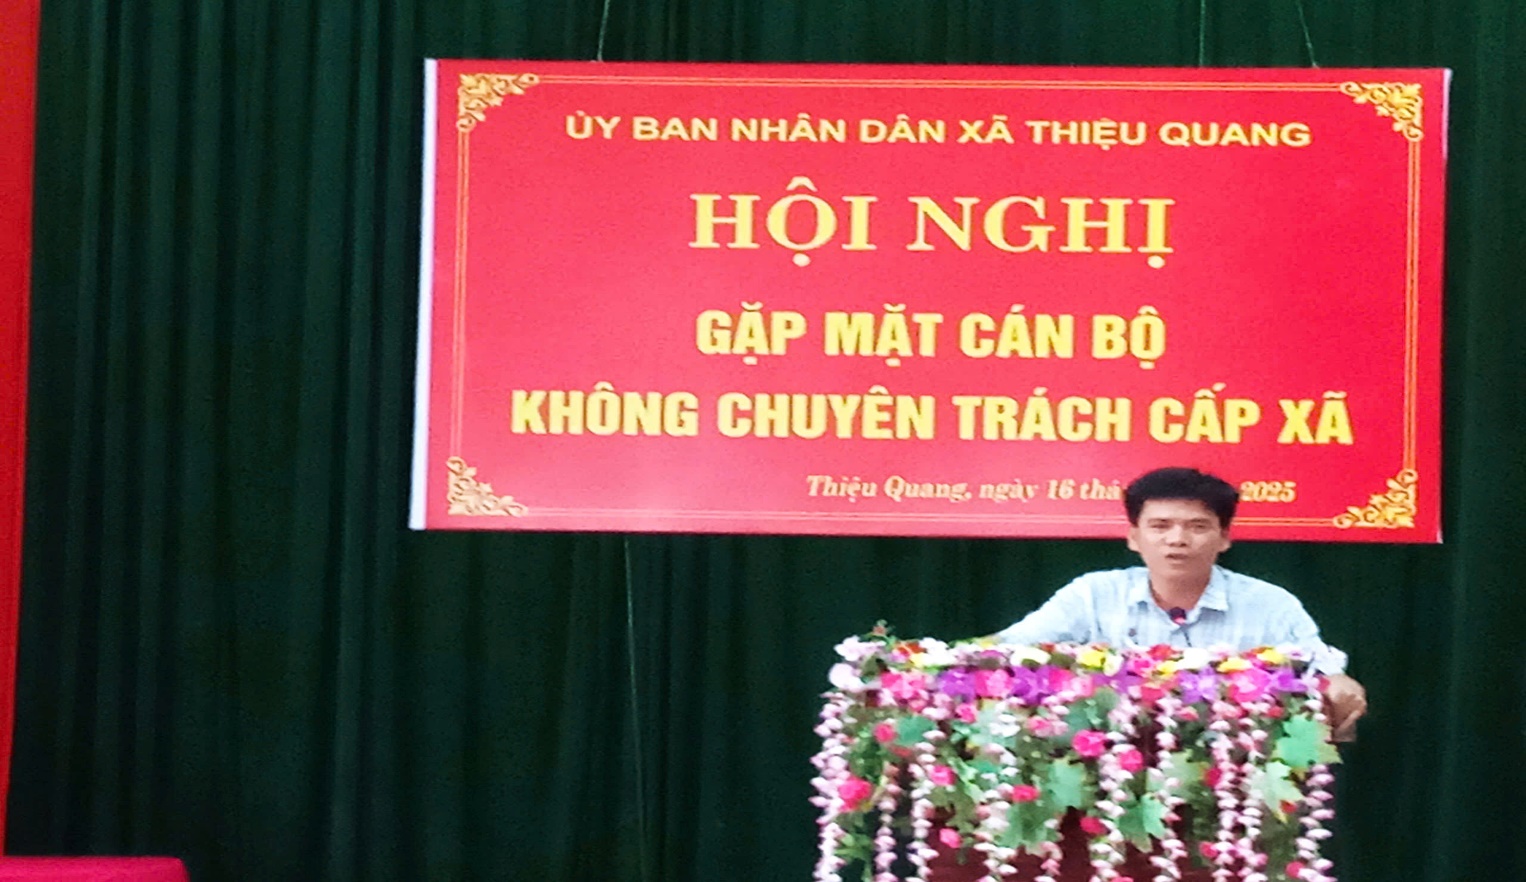 ỦY BAN NHÂN DÂN XÃ THIỆU QUANG
HỘI NGHỊ
GẶP MẶT CÁN BỘ
KHÔNG CHUYÊN TRÁCH CẤP XÃ
Thiệu Quang, ngày 16 2025